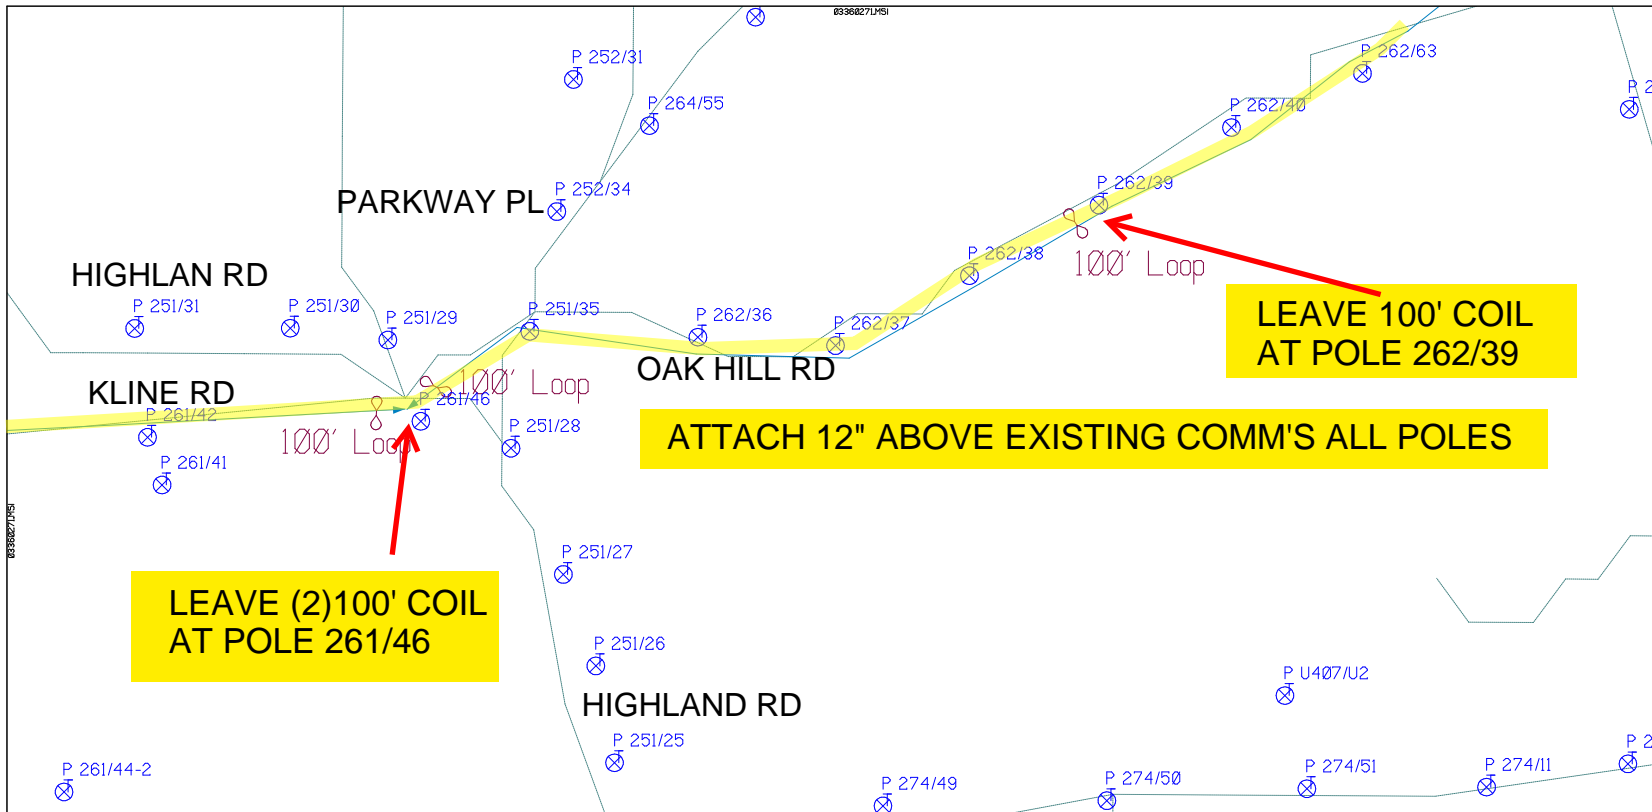 0336027LMSI
P 252/31
P 262/63
P 264/55
P 262/40
P 2
PARKWAY PL
P 252/34
P 262/39
HIGHLAN RD
P 262/38
100' Loop
P 251/31
P 251/30
P 251/29
P 251/35
P 262/36
P 262/37
LEAVE 100' COIL
AT POLE 262/39
KLINE RD
100' Loop
OAK HILL RD
P 261/42
P 261/46
100' Loop
P 251/28
ATTACH 12" ABOVE EXISTING COMM'S ALL POLES
P 261/41
0336027LMSI
P 251/27
LEAVE (2)100' COIL
AT POLE 261/46
P 251/26
P U407/U2
HIGHLAND RD
P 251/25
P 261/44-2
P 274/49
P 274/50
P 274/51
P 274/11
P 2